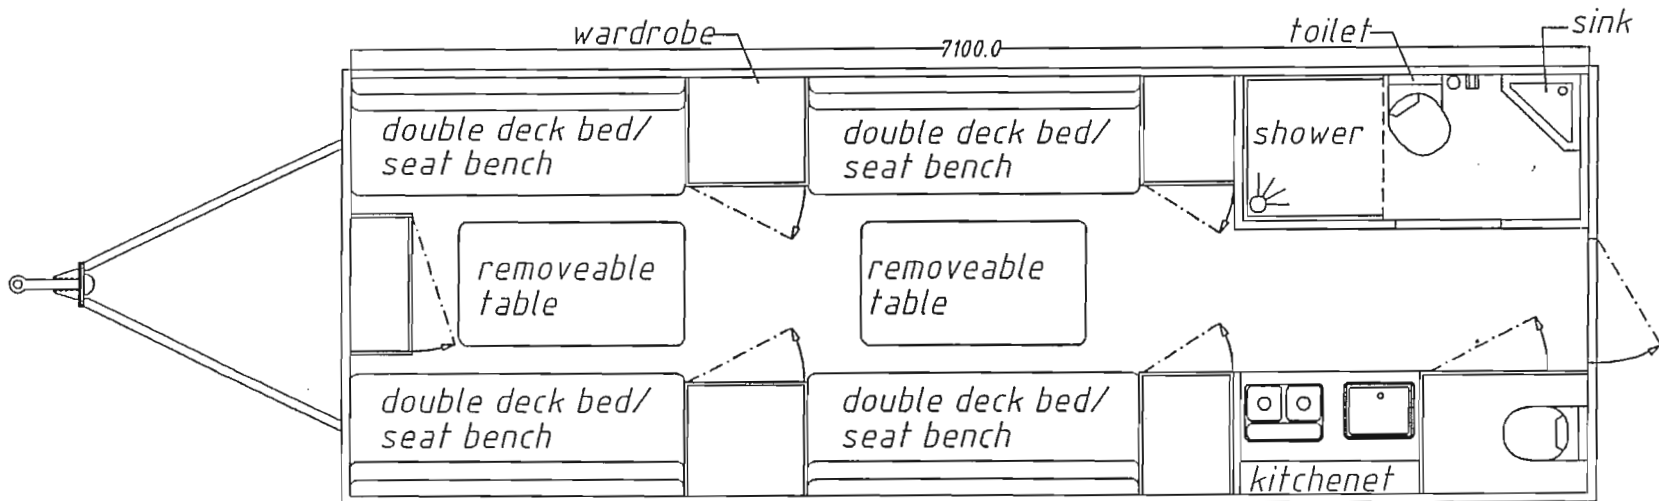 wardrobe
7100.0
toilet
sink
double deck bed/
seat bench
double deck bed/
seat bench
shower
removeable
table
removeable
table
double deck bed/
seat bench
double deck bed/
seat bench
kitchenet